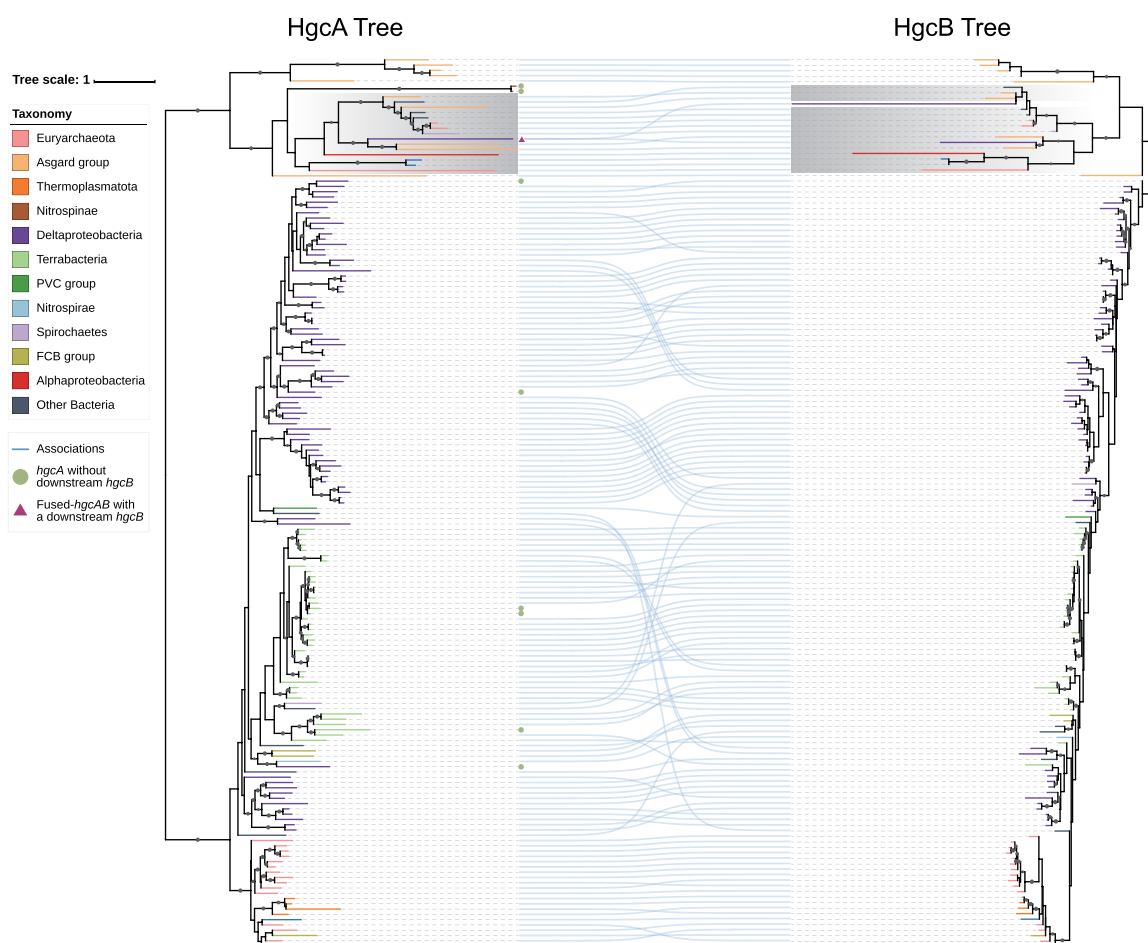 HgcA Tree
HgcB Tree
Tree scale: 1
Taxonomy
Euryarchaeota
Asgard group
Thermoplasmatota
Nitrospinae
Deltaproteobacteria
Terrabacteria
PVC group
Nitrospirae
Spirochaetes
FCB group
Alphaproteobacteria
Other Bacteria
Associations
hgcA without
downstream hgcB
Fused-hgcAB with
a downstream hgcB